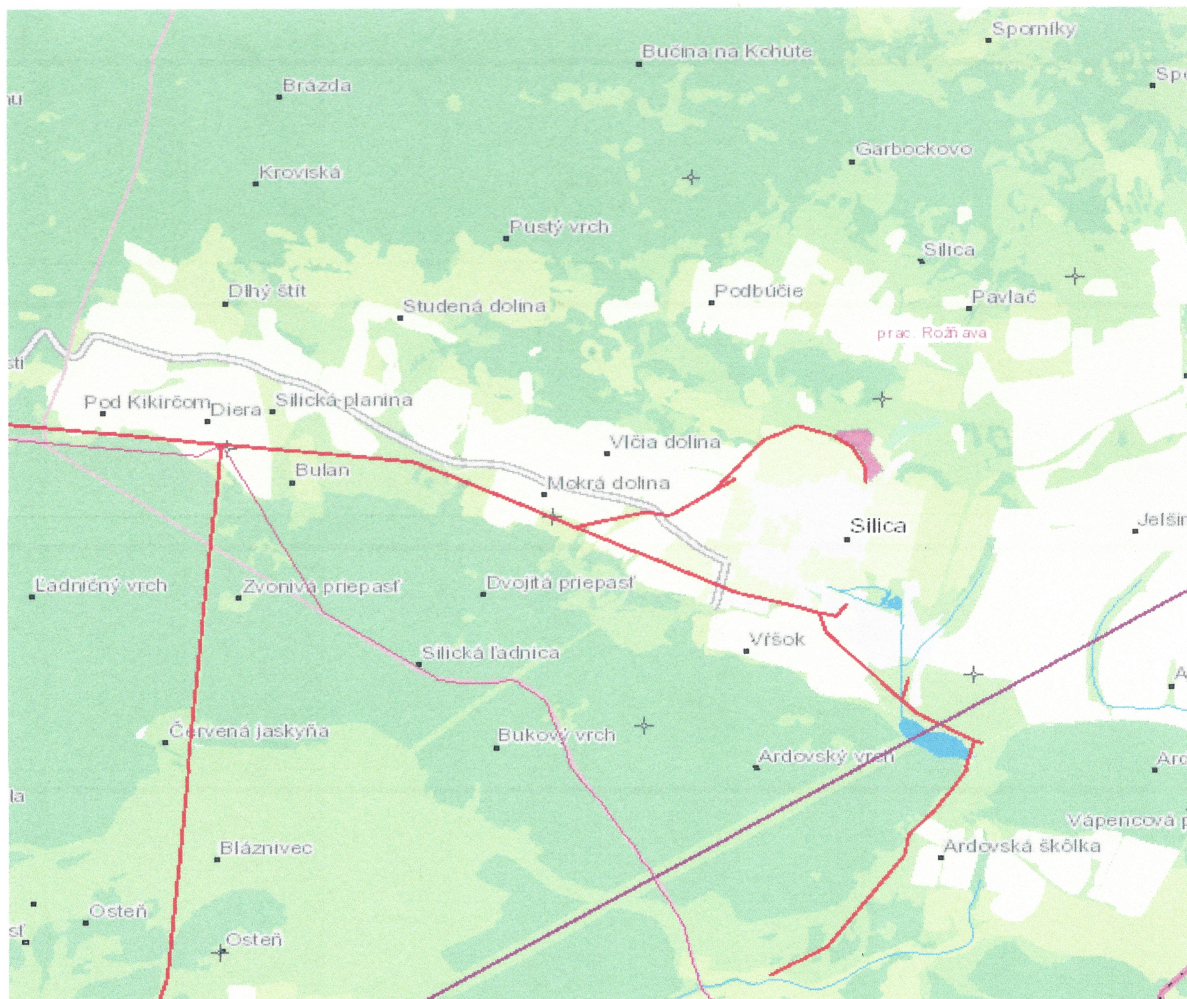 Sporníky
Bučina na Kohúte
Brázda
Garbockovo
Kroviská
Pustý vrch
Silica
Dlhý štít
Studená dolina
Podbúčie
Pavlač
prac. Rožňava
Pod Kikirčom
Diera
Silická planina
Vlčia dolina
Bulan
Mokrá dolina
Silica
Ľadničný vrch
Zvonivá priepasť
Dvojitá priepasť
Vŕšok
Silická ľadnica
Červená jaskyňa
Bukový vrch
Ardovský vrch
Vápencová p
Bláznivec
Ardovská škôlka
Osteň
Osteň